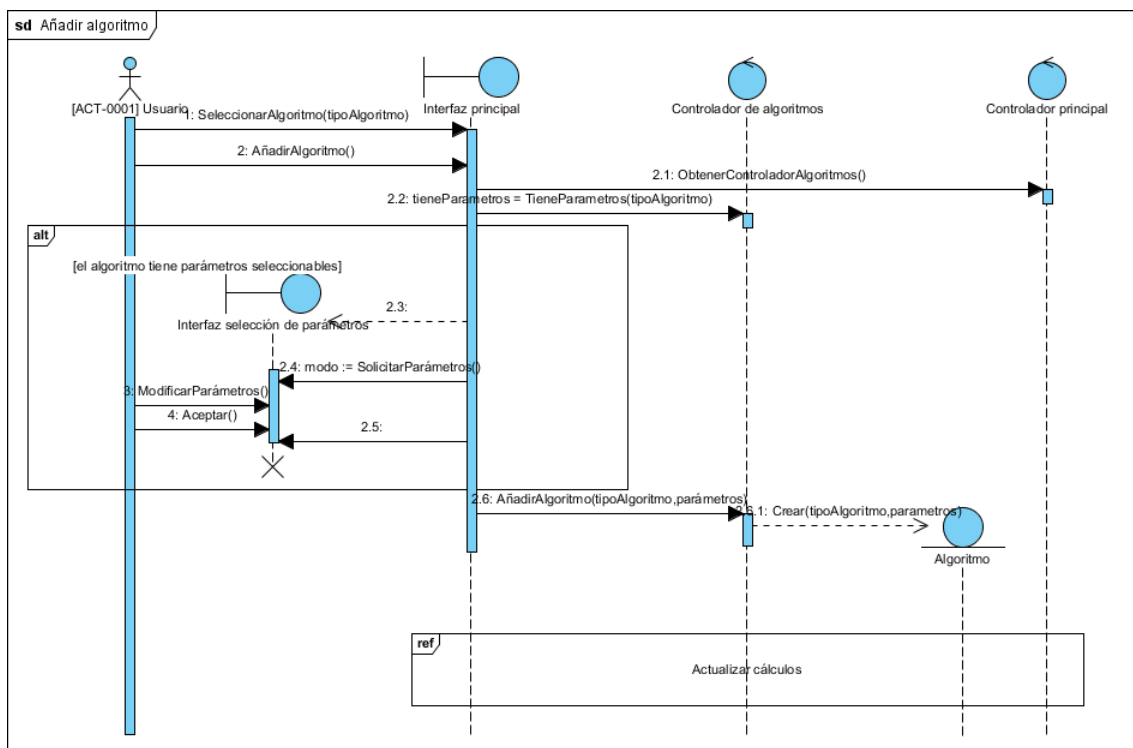 sd Añadir algoritmo
[ACT-0001] Usuario
Interfaz principal
Controlador de algoritmos
Controlador principal
1: SeleccionarAlgoritmo(tipoAlgoritmo)
2: AñadirAlgoritmo()
2.1: ObtenerControladorAlgoritmos()
2.2: tieneParametros = TieneParametros(tipoAlgoritmo)
alt
[el algoritmo tiene parámetros seleccionables]
2.3:
Interfaz selección de parámetros
2.4: modo := SolicitarParámetros()
3: ModificarParámetros()
4: Aceptar()
2.5:
2.6: AñadirAlgoritmo(tipoAlgoritmo,parámetros)
2.6.1: Crear(tipoAlgoritmo,parametros)
Algoritmo
ref
Actualizar cálculos